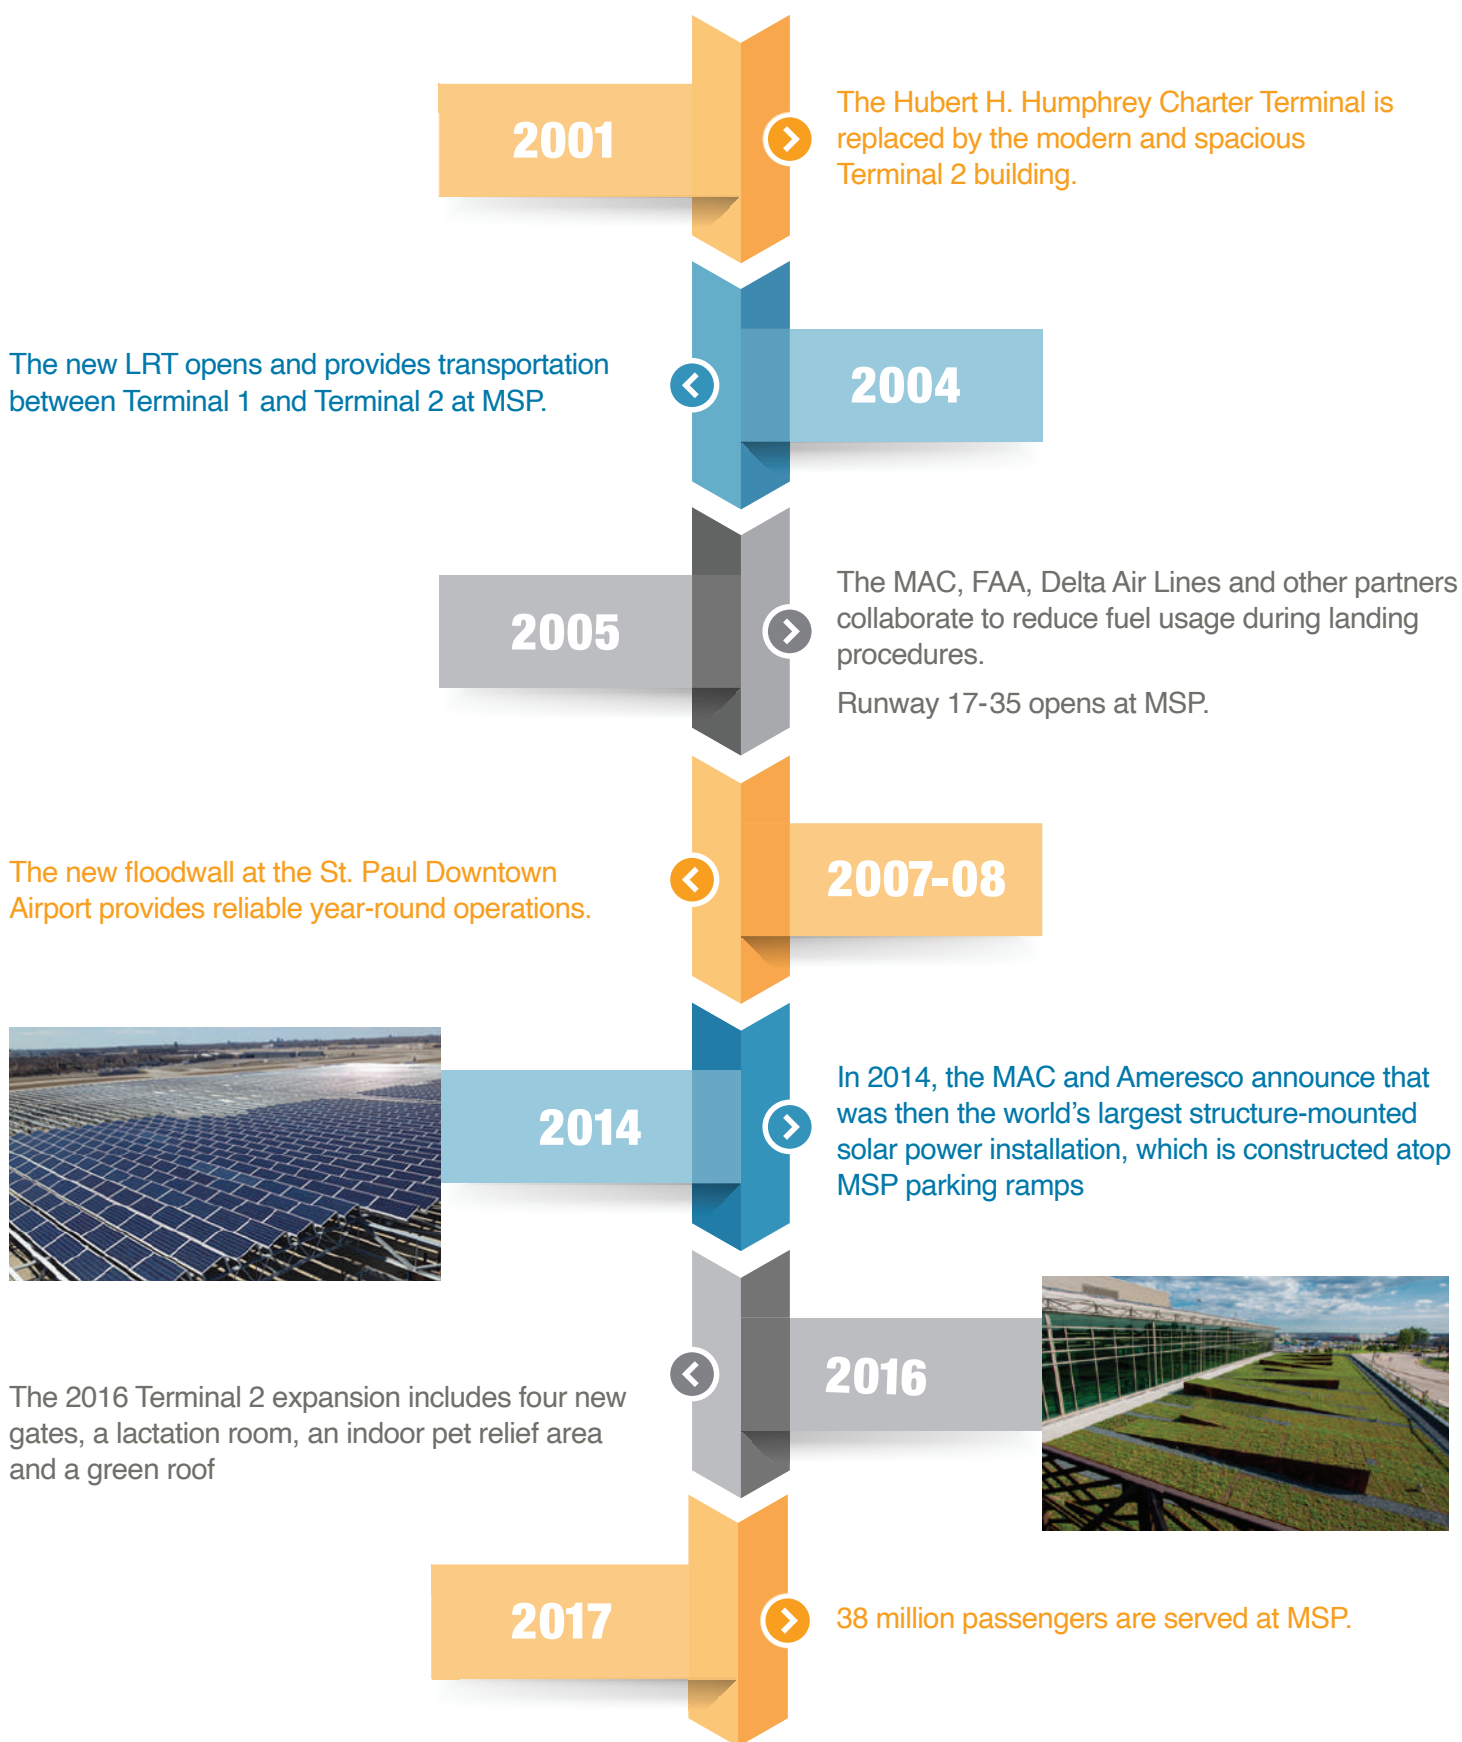 2001
The Hubert H. Humphrey Charter Terminal is
replaced by the modern and spacious
Terminal 2 building.
The new LRT opens and provides transportation
between Terminal 1 and Terminal 2 at MSP.
2004
2005
The MAC, FAA, Delta Air Lines and other partners
collaborate to reduce fuel usage during landing
procedures.
Runway 17-35 opens at MSP.
The new floodwall at the St. Paul Downtown
Airport provides reliable year-round operations.
2007-08
2014
In 2014, the MAC and Ameresco announce that
was then the world’s largest structure-mounted
solar power installation, which is constructed atop
MSP parking ramps
2016
The 2016 Terminal 2 expansion includes four new
gates, a lactation room, an indoor pet relief area
and a green roof
2017
38 million passengers are served at MSP.